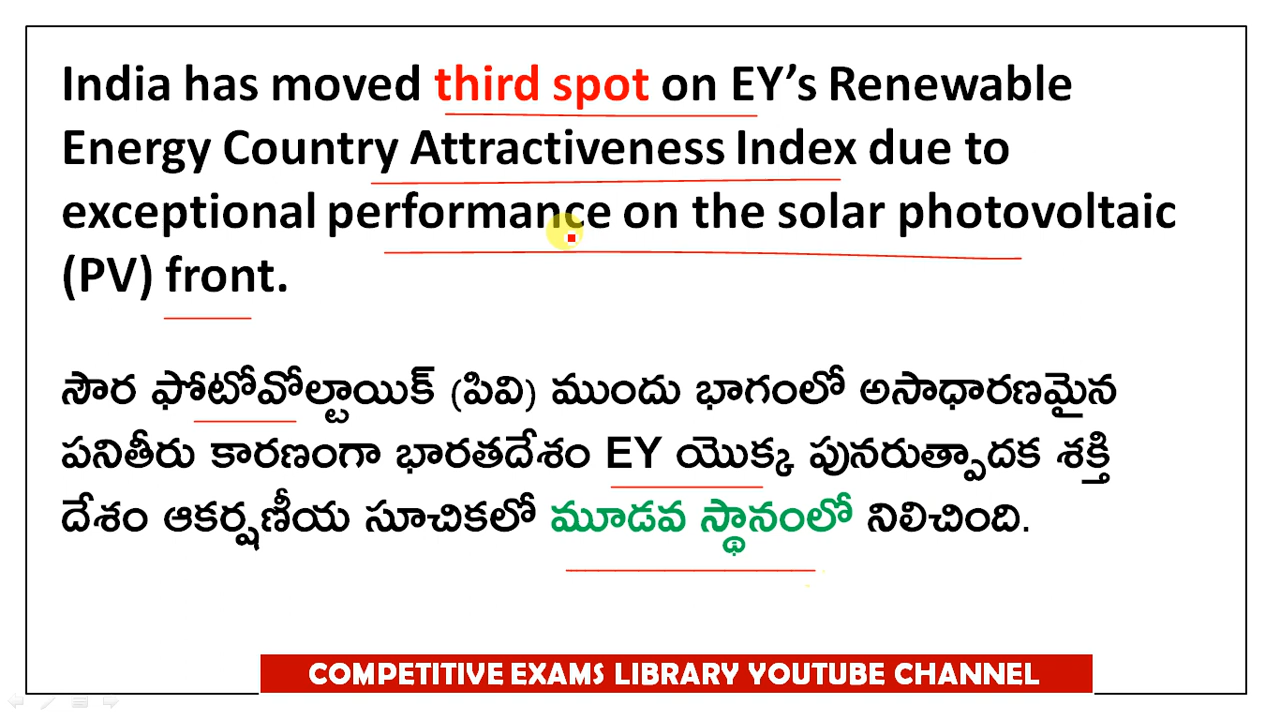 India has moved third spot on EY’s Renewable
Energy Country Attractiveness Index due to
exceptional performance on the solar photovoltaic
(PV) front.
సౌర ఫోటోవోల్టాయిక్ (పివి) ముందు భాగంలో అసాధారణమైన
పనితీరు కారణంగా భారతదేశం EY యొక్క పునరుత్పాదక శక్తి
దేశం ఆకర్షణీయ సూచికలో మూడవ స్థానంలో నిలిచింది.
COMPETITIVE EXAMS LIBRARY YOUTUBE CHANNEL